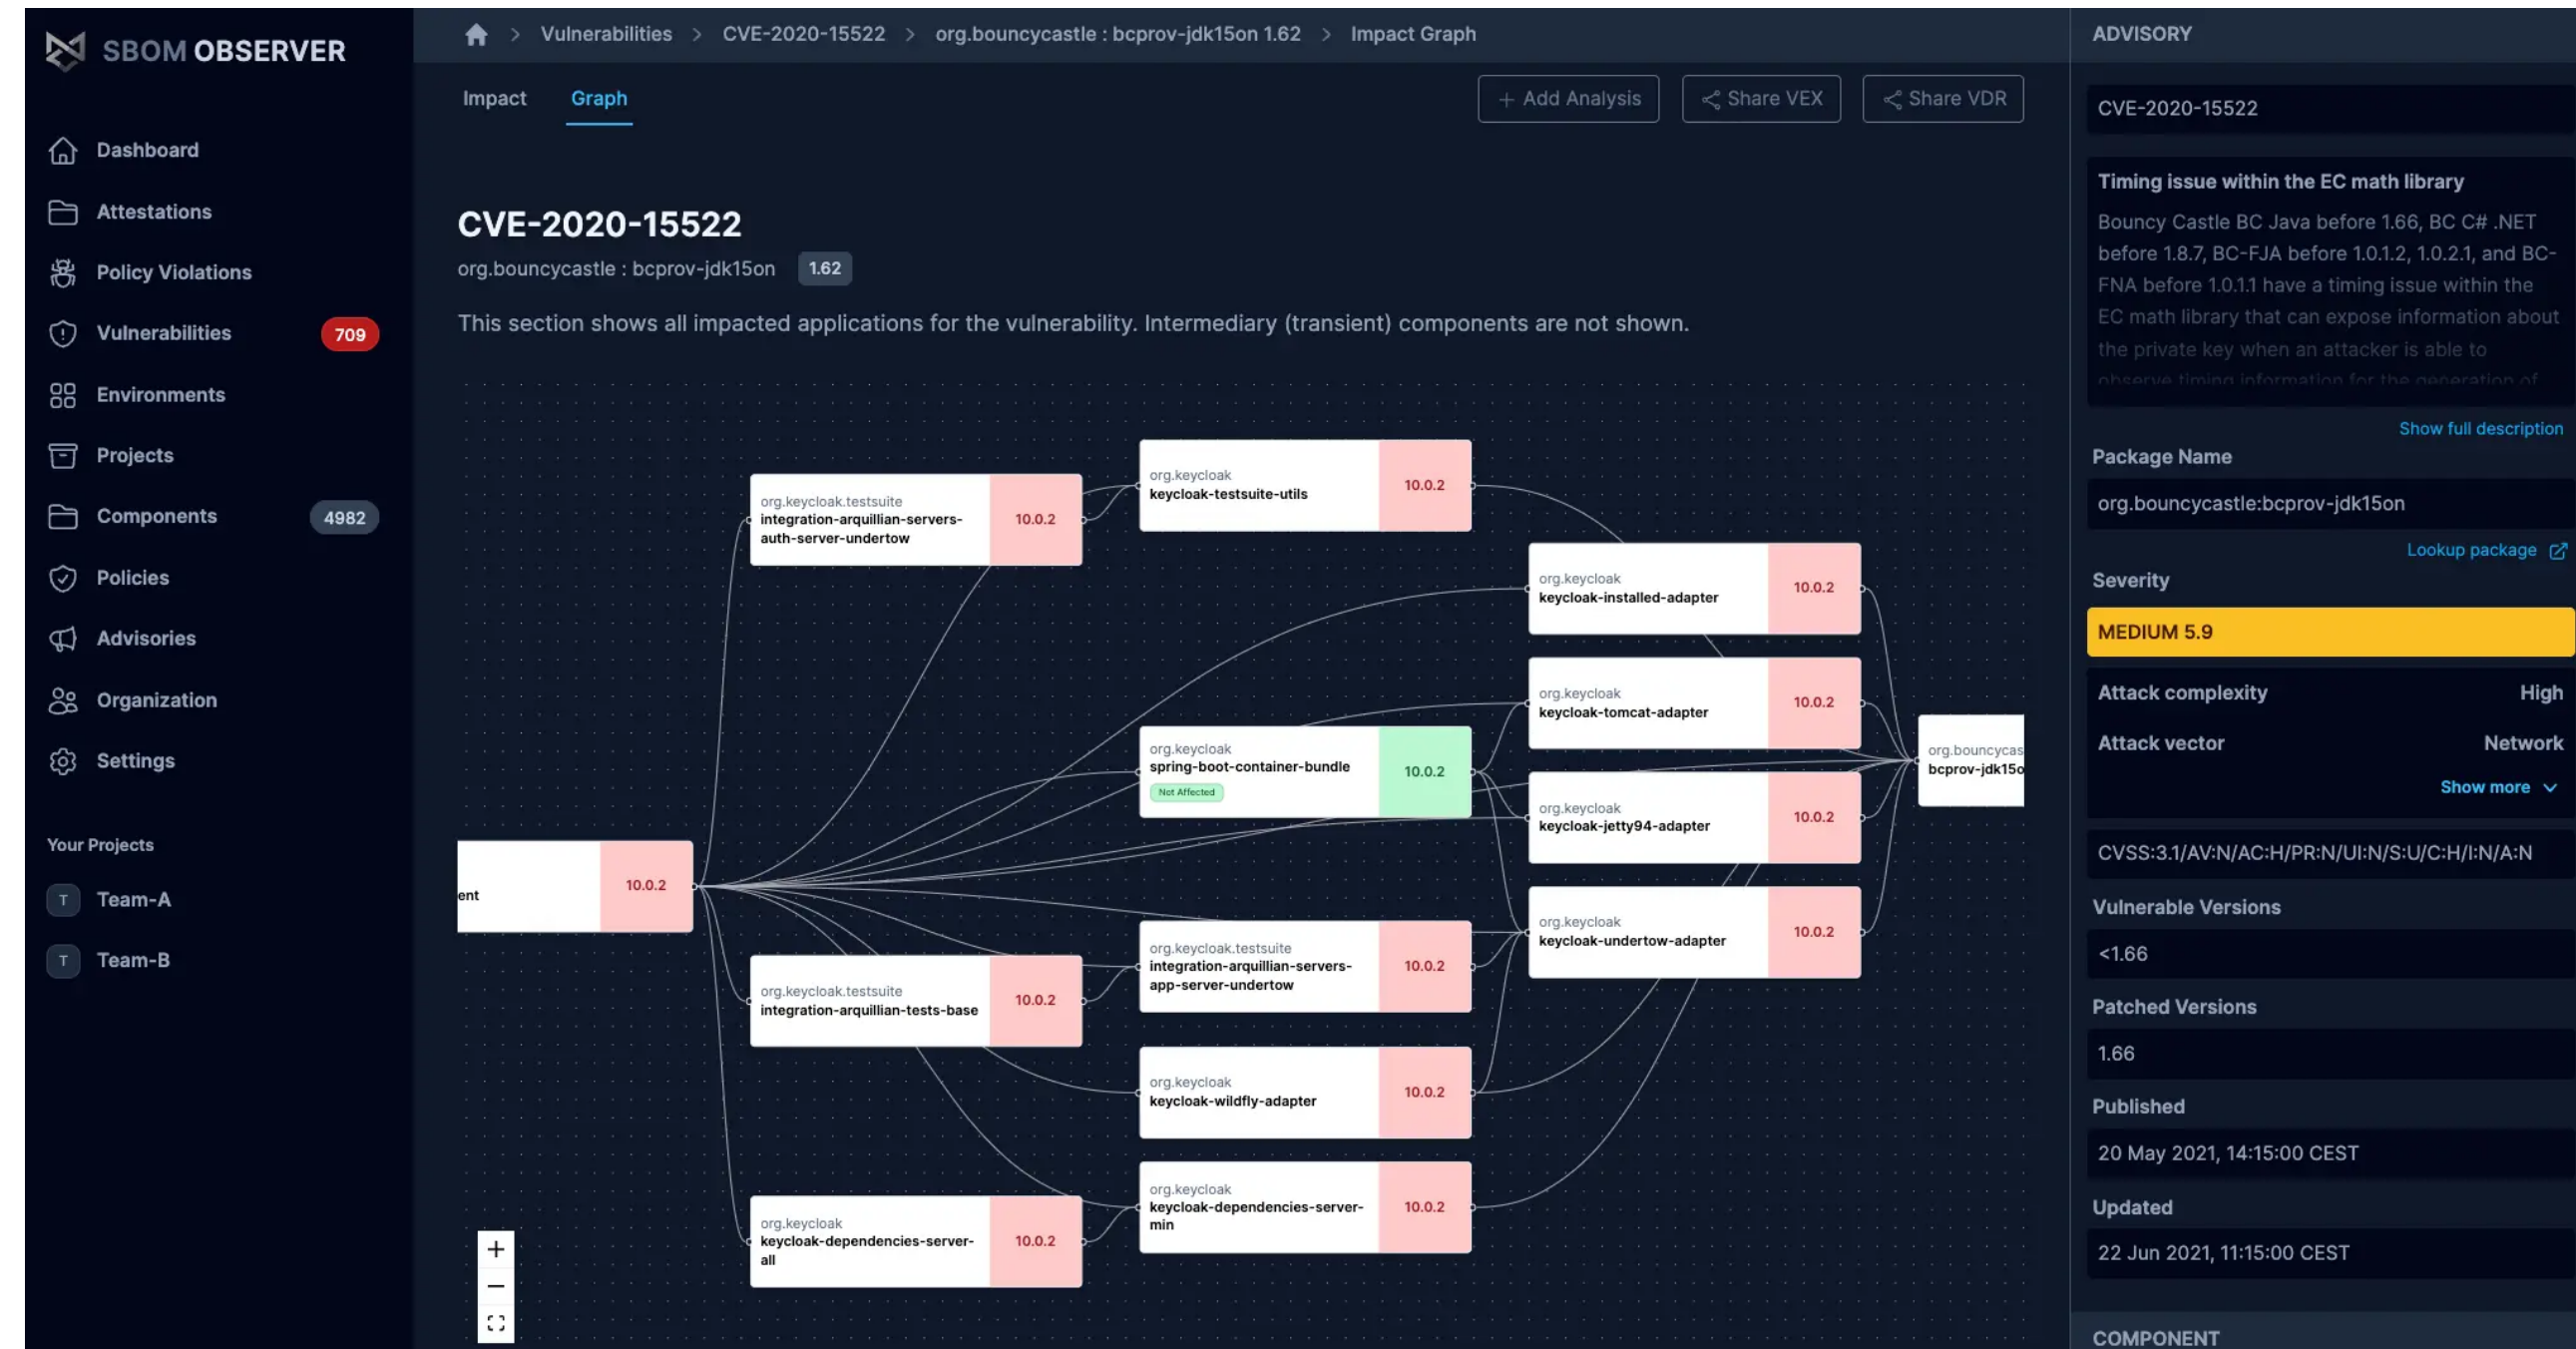 SBOM OBSERVER
Dashboard
Attestations
Policy Violations
Vulnerabilities 709
Environments
Projects
Components 4982
Policies
Advisories
Organization
Settings
Your Projects
T Team-A
T Team-B
Vulnerabilities > CVE-2020-15522 > org.bouncycastle : bcprov-jdk15on 1.62 > Impact Graph
Impact Graph
+ Add Analysis Share VEX Share VDR
CVE-2020-15522
org.bouncycastle : bcprov-jdk15on 1.62
This section shows all impacted applications for the vulnerability. Intermediary (transient) components are not shown.
ent 10.0.2
org.keycloak.testsuite
integration-arquillian-servers-
auth-server-undertow
10.0.2
org.keycloak.testsuite
integration-arquillian-tests-base
10.0.2
org.keycloak
keycloak-dependencies-server-
all
10.0.2
org.keycloak
keycloak-testsuite-utils
10.0.2
org.keycloak
spring-boot-container-bundle
Not Affected
10.0.2
org.keycloak.testsuite
integration-arquillian-servers-
app-server-undertow
10.0.2
org.keycloak
keycloak-wildfly-adapter
10.0.2
org.keycloak
keycloak-dependencies-server-
min
10.0.2
org.keycloak
keycloak-installed-adapter
10.0.2
org.keycloak
keycloak-tomcat-adapter
10.0.2
org.keycloak
keycloak-jetty94-adapter
10.0.2
org.keycloak
keycloak-undertow-adapter
10.0.2
org.bouncycas
bcprov-jdk15o
ADVISORY
CVE-2020-15522
Timing issue within the EC math library
Bouncy Castle BC Java before 1.66, BC C# .NET
before 1.8.7, BC-FJA before 1.0.1.2, 1.0.2.1, and BC-
FNA before 1.0.1.1 have a timing issue within the
EC math library that can expose information about
the private key when an attacker is able to
observe timing information for the generation of
Show full description
Package Name
org.bouncycastle:bcprov-jdk15on
Lookup package
Severity
MEDIUM 5.9
Attack complexity High
Attack vector Network
Show more
CVSS:3.1/AV:N/AC:H/PR:N/UI:N/S:U/C:H/I:N/A:N
Vulnerable Versions
<1.66
Patched Versions
1.66
Published
20 May 2021, 14:15:00 CEST
Updated
22 Jun 2021, 11:15:00 CEST
COMPONENT